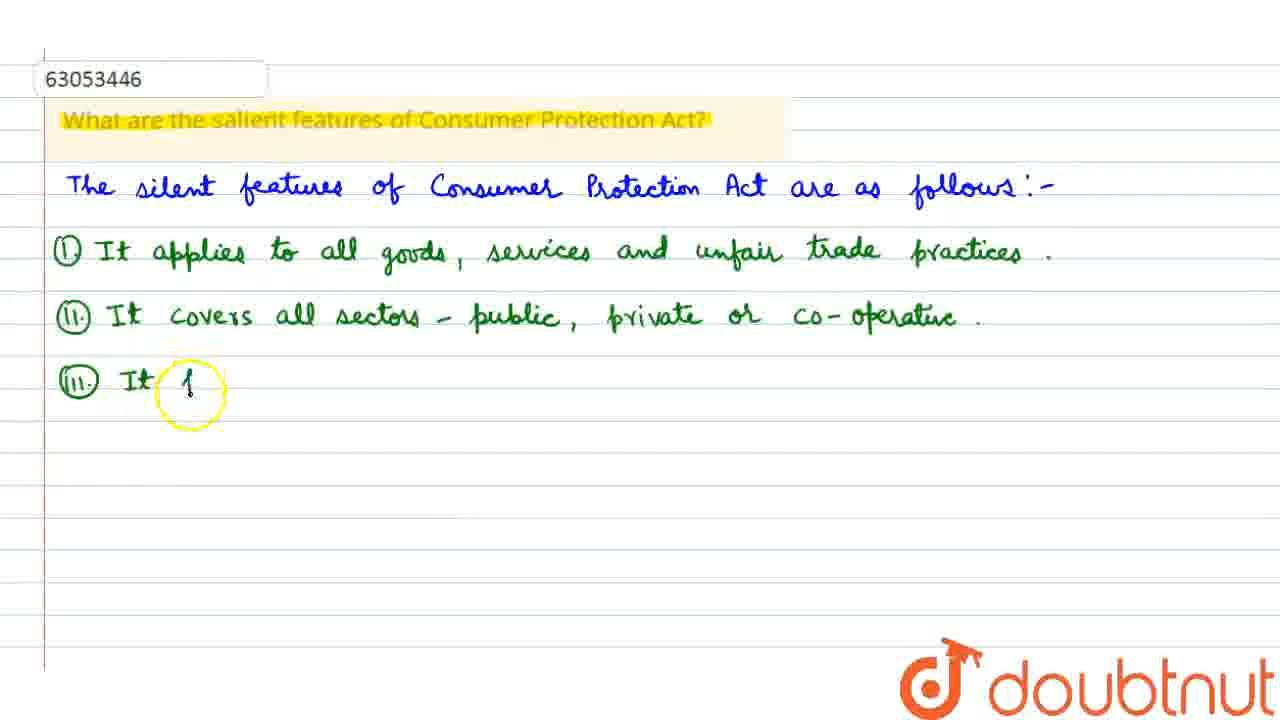 63053446
What are the salient features of Consumer Protection Act?
The silent features of Consumer Protection Act are as follows:-
(i.) It applies to all goods, services and unfair trade practices.
(ii.) It covers all sectors - public, private or co-operative.
(iii.) It
doubtnut